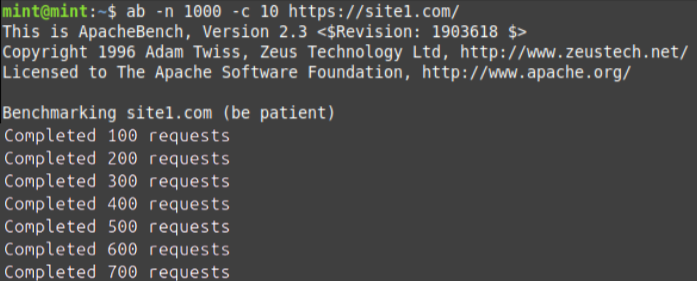 mint@mint:~$ ab -n 1000 -c 10 https://site1.com/
This is ApacheBench, Version 2.3 <$Revision: 1903618 $>
Copyright 1996 Adam Twiss, Zeus Technology Ltd, http://www.zeustech.net/
Licensed to The Apache Software Foundation, http://www.apache.org/

Benchmarking site1.com (be patient)
Completed 100 requests
Completed 200 requests
Completed 300 requests
Completed 400 requests
Completed 500 requests
Completed 600 requests
Completed 700 requests